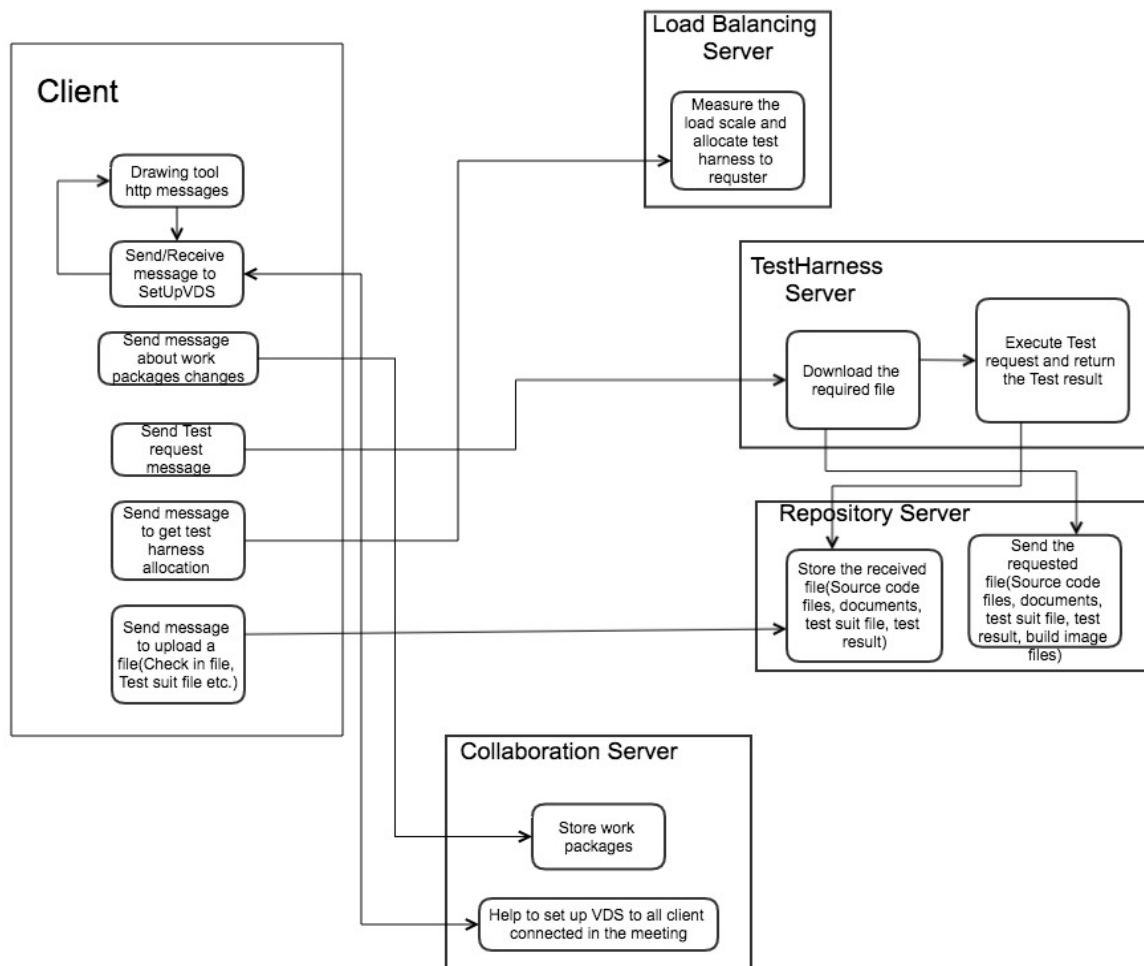 Client
Drawing tool
http messages
Send/Receive
message to
SetUpVDS
Send message
about work
packages changes
Send Test
request
message
Send message
to get test
harness
allocation
Send message
to upload a
file(Check in file,
Test suit file etc.)
Load Balancing
Server
Measure the
load scale and
allocate test
harness to
requster
TestHarness
Server
Download the
required file
Execute Test
request and return
the Test result
Repository Server
Store the received
file(Source code
files, documents,
test suit file, test
result)
Send the
requested
file(Source code
files, documents,
test suit file, test
result, build image
files)
Collaboration Server
Store work
packages
Help to set up VDS to all client
connected in the meeting